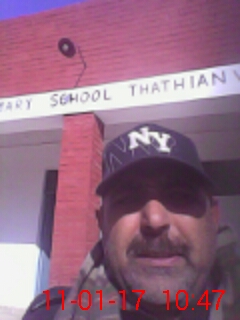 ARY SCHOOL THATHIAN
NY
11-01-17 10:47